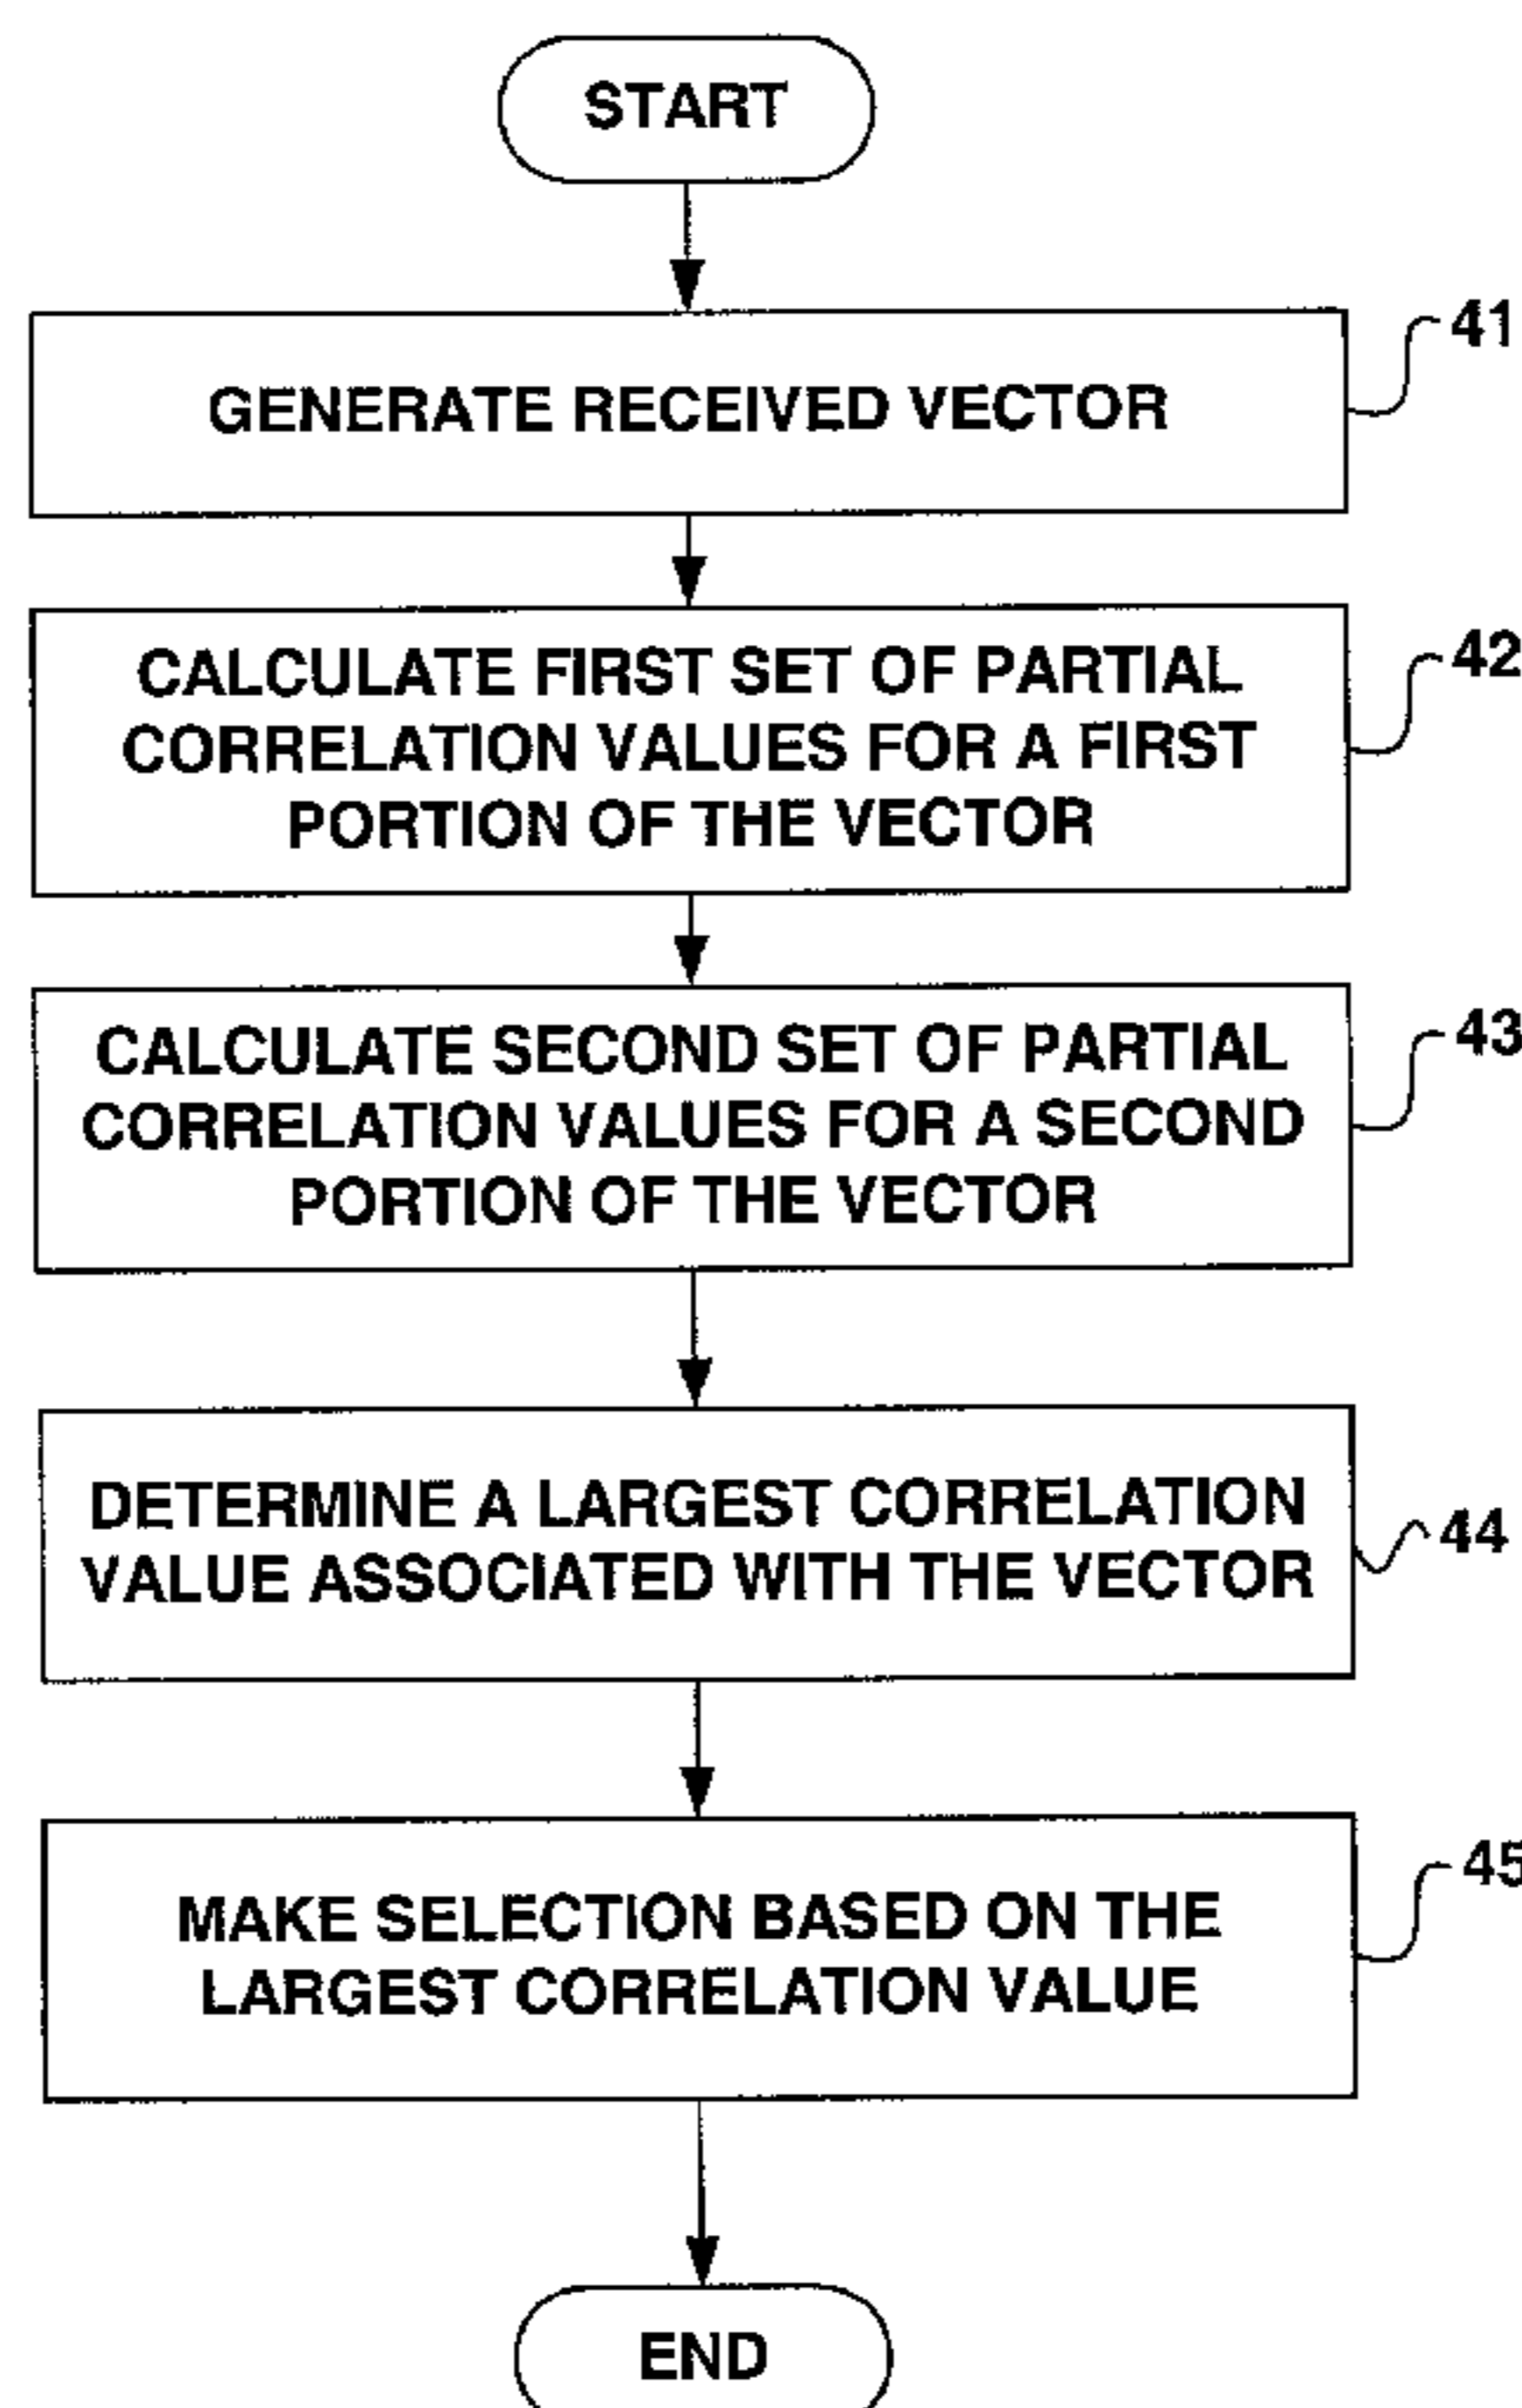 START
GENERATE RECEIVED VECTOR
41
CALCULATE FIRST SET OF PARTIAL
CORRELATION VALUES FOR A FIRST
PORTION OF THE VECTOR
42
CALCULATE SECOND SET OF PARTIAL
CORRELATION VALUES FOR A SECOND
PORTION OF THE VECTOR
43
DETERMINE A LARGEST CORRELATION
VALUE ASSOCIATED WITH THE VECTOR
44
MAKE SELECTION BASED ON THE
LARGEST CORRELATION VALUE
45
END